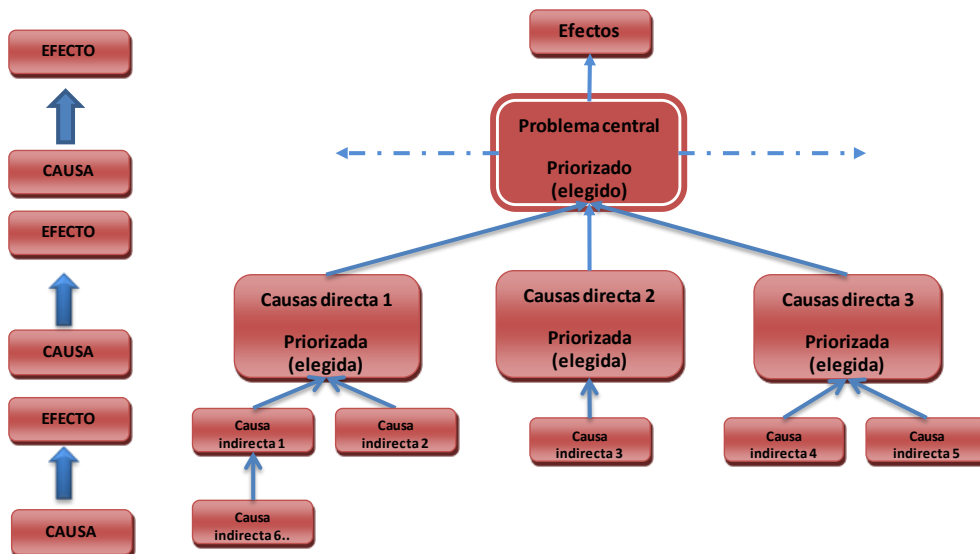 EFECTO
CAUSA
EFECTO
CAUSA
EFECTO
CAUSA
Efectos
Problema central
Priorizado
(elegido)
Causas directa 1
Priorizada
(elegida)
Causas directa 2
Priorizada
(elegida)
Causas directa 3
Priorizada
(elegida)
Causa
indirecta 1
Causa
indirecta 2
Causa
indirecta 3
Causa
indirecta 4
Causa
indirecta 5
Causa
indirecta 6..